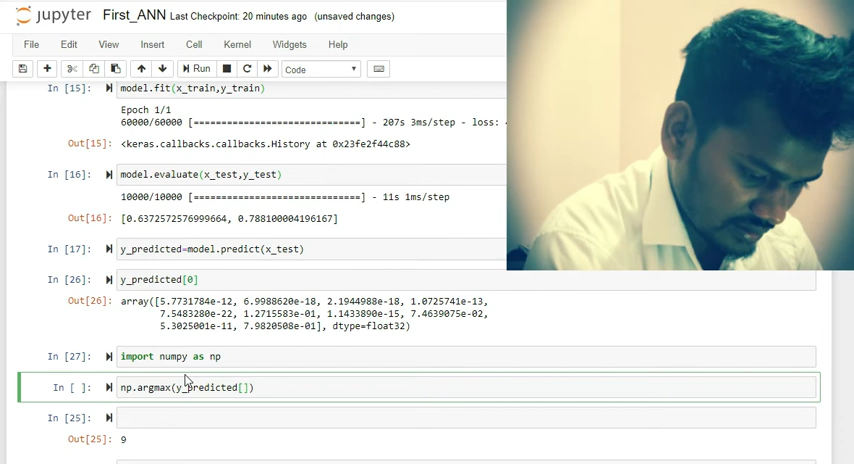 jupyter First_ANN Last Checkpoint: 20 minutes ago (unsaved changes)
File Edit View Insert Cell Kernel Widgets Help
Run Code
In [15]: model.fit(x_train,y_train)
Epoch 1/1
60000/60000 [==============================] - 207s 3ms/step - loss:
Out[15]: <keras.callbacks.callbacks.History at 0x23fe2f44c88>
In [16]: model.evaluate(x_test,y_test)
10000/10000 [==============================] - 11s 1ms/step
Out[16]: [0.6372572576999664, 0.788100004196167]
In [17]: y_predicted=model.predict(x_test)
In [26]: y_predicted[0]
Out[26]: array([5.7731784e-12, 6.9988620e-18, 2.1944988e-18, 1.0725741e-13,
7.5483280e-22, 1.2715583e-01, 1.1433890e-15, 7.4639075e-02,
5.3025001e-11, 7.9820508e-01], dtype=float32)
In [27]: import numpy as np
In [ ]: np.argmax(y_predicted[])
In [25]:
Out[25]: 9